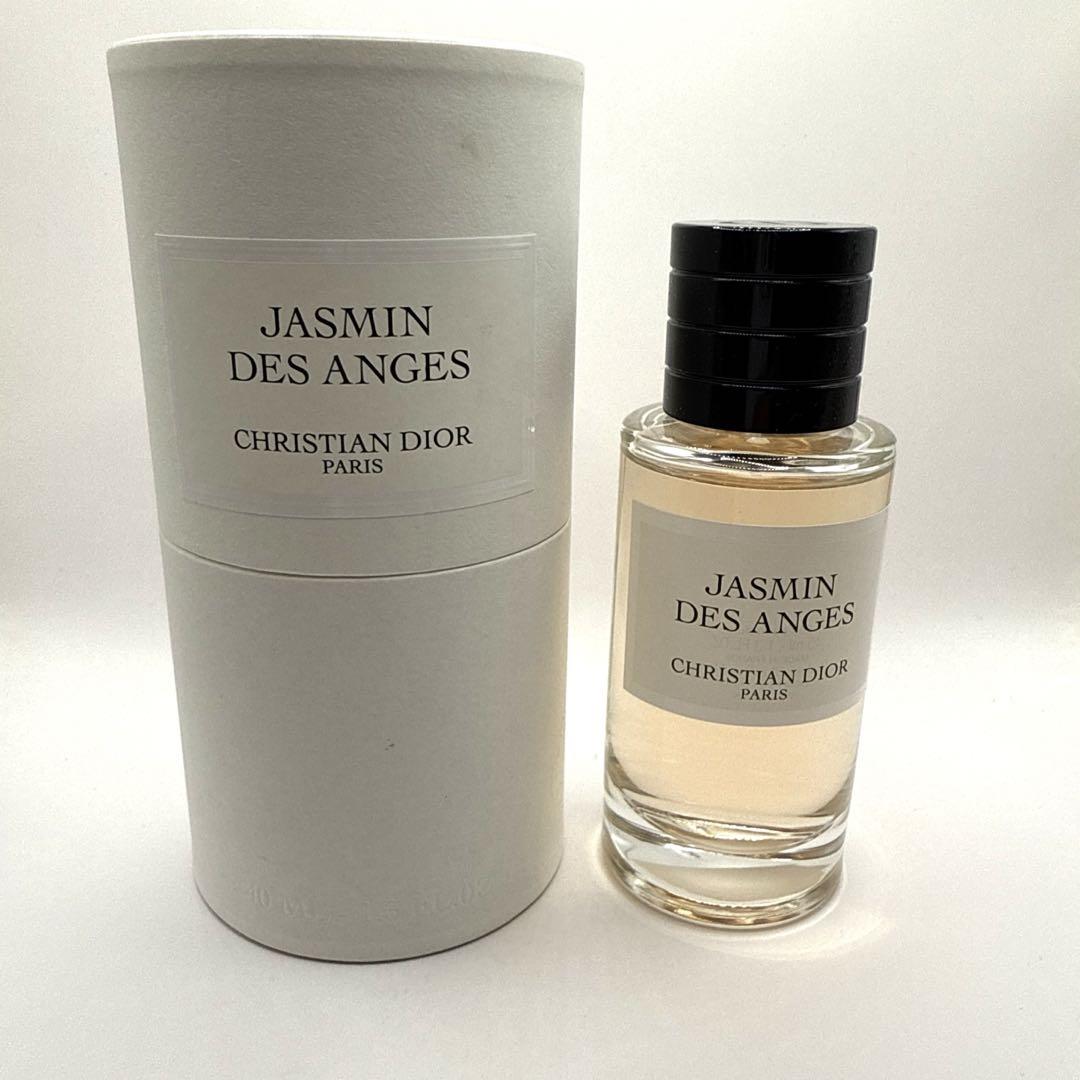 JASMIN
DES ANGES
CHRISTIAN DIOR
PARIS
JASMIN
DES ANGES
CHRISTIAN DIOR
PARIS